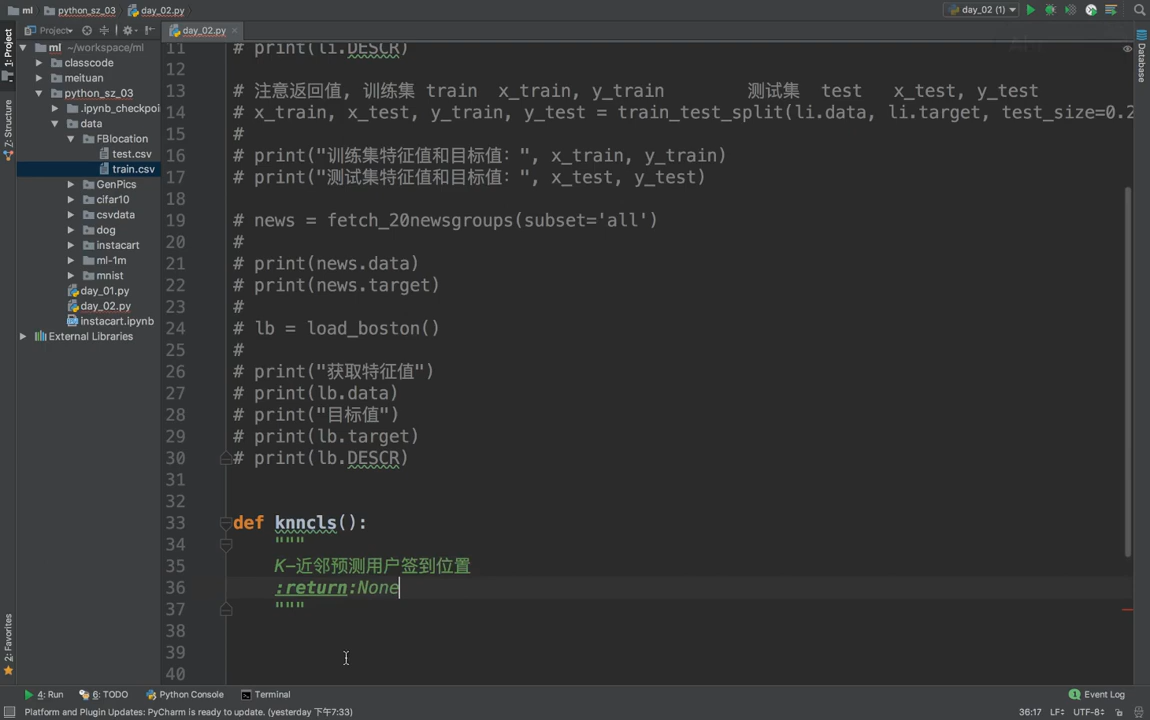 ml python_sz_03 day_02.py day_02 (1)
Project day_02.py
ml ~/workspace/ml
classcode
meituan
python_sz_03
.ipynb_checkpoi
data
FBlocation
test.csv
train.csv
GenPics
cifar10
csvdata
dog
instacart
ml-1m
mnist
day_01.py
day_02.py
instacart.ipynb
External Libraries
1: Project
7: Structure
2: Favorites
Database
11 # print(li.DESCR)
12
13 # 注意返回值, 训练集 train x_train, y_train 测试集 test x_test, y_test
14 # x_train, x_test, y_train, y_test = train_test_split(li.data, li.target, test_size=0.2
15 #
16 # print("训练集特征值和目标值：", x_train, y_train)
17 # print("测试集特征值和目标值：", x_test, y_test)
18
19 # news = fetch_20newsgroups(subset='all')
20 #
21 # print(news.data)
22 # print(news.target)
23 #
24 # lb = load_boston()
25 #
26 # print("获取特征值")
27 # print(lb.data)
28 # print("目标值")
29 # print(lb.target)
30 # print(lb.DESCR)
31
32
33 def knncls():
34 """
35 K-近邻预测用户签到位置
36 :return:None
37 """
38
39
40
4: Run 6: TODO Python Console Terminal Event Log
Platform and Plugin Updates: PyCharm is ready to update. (yesterday 下午7:33) 36:17 LF÷ UTF-8÷